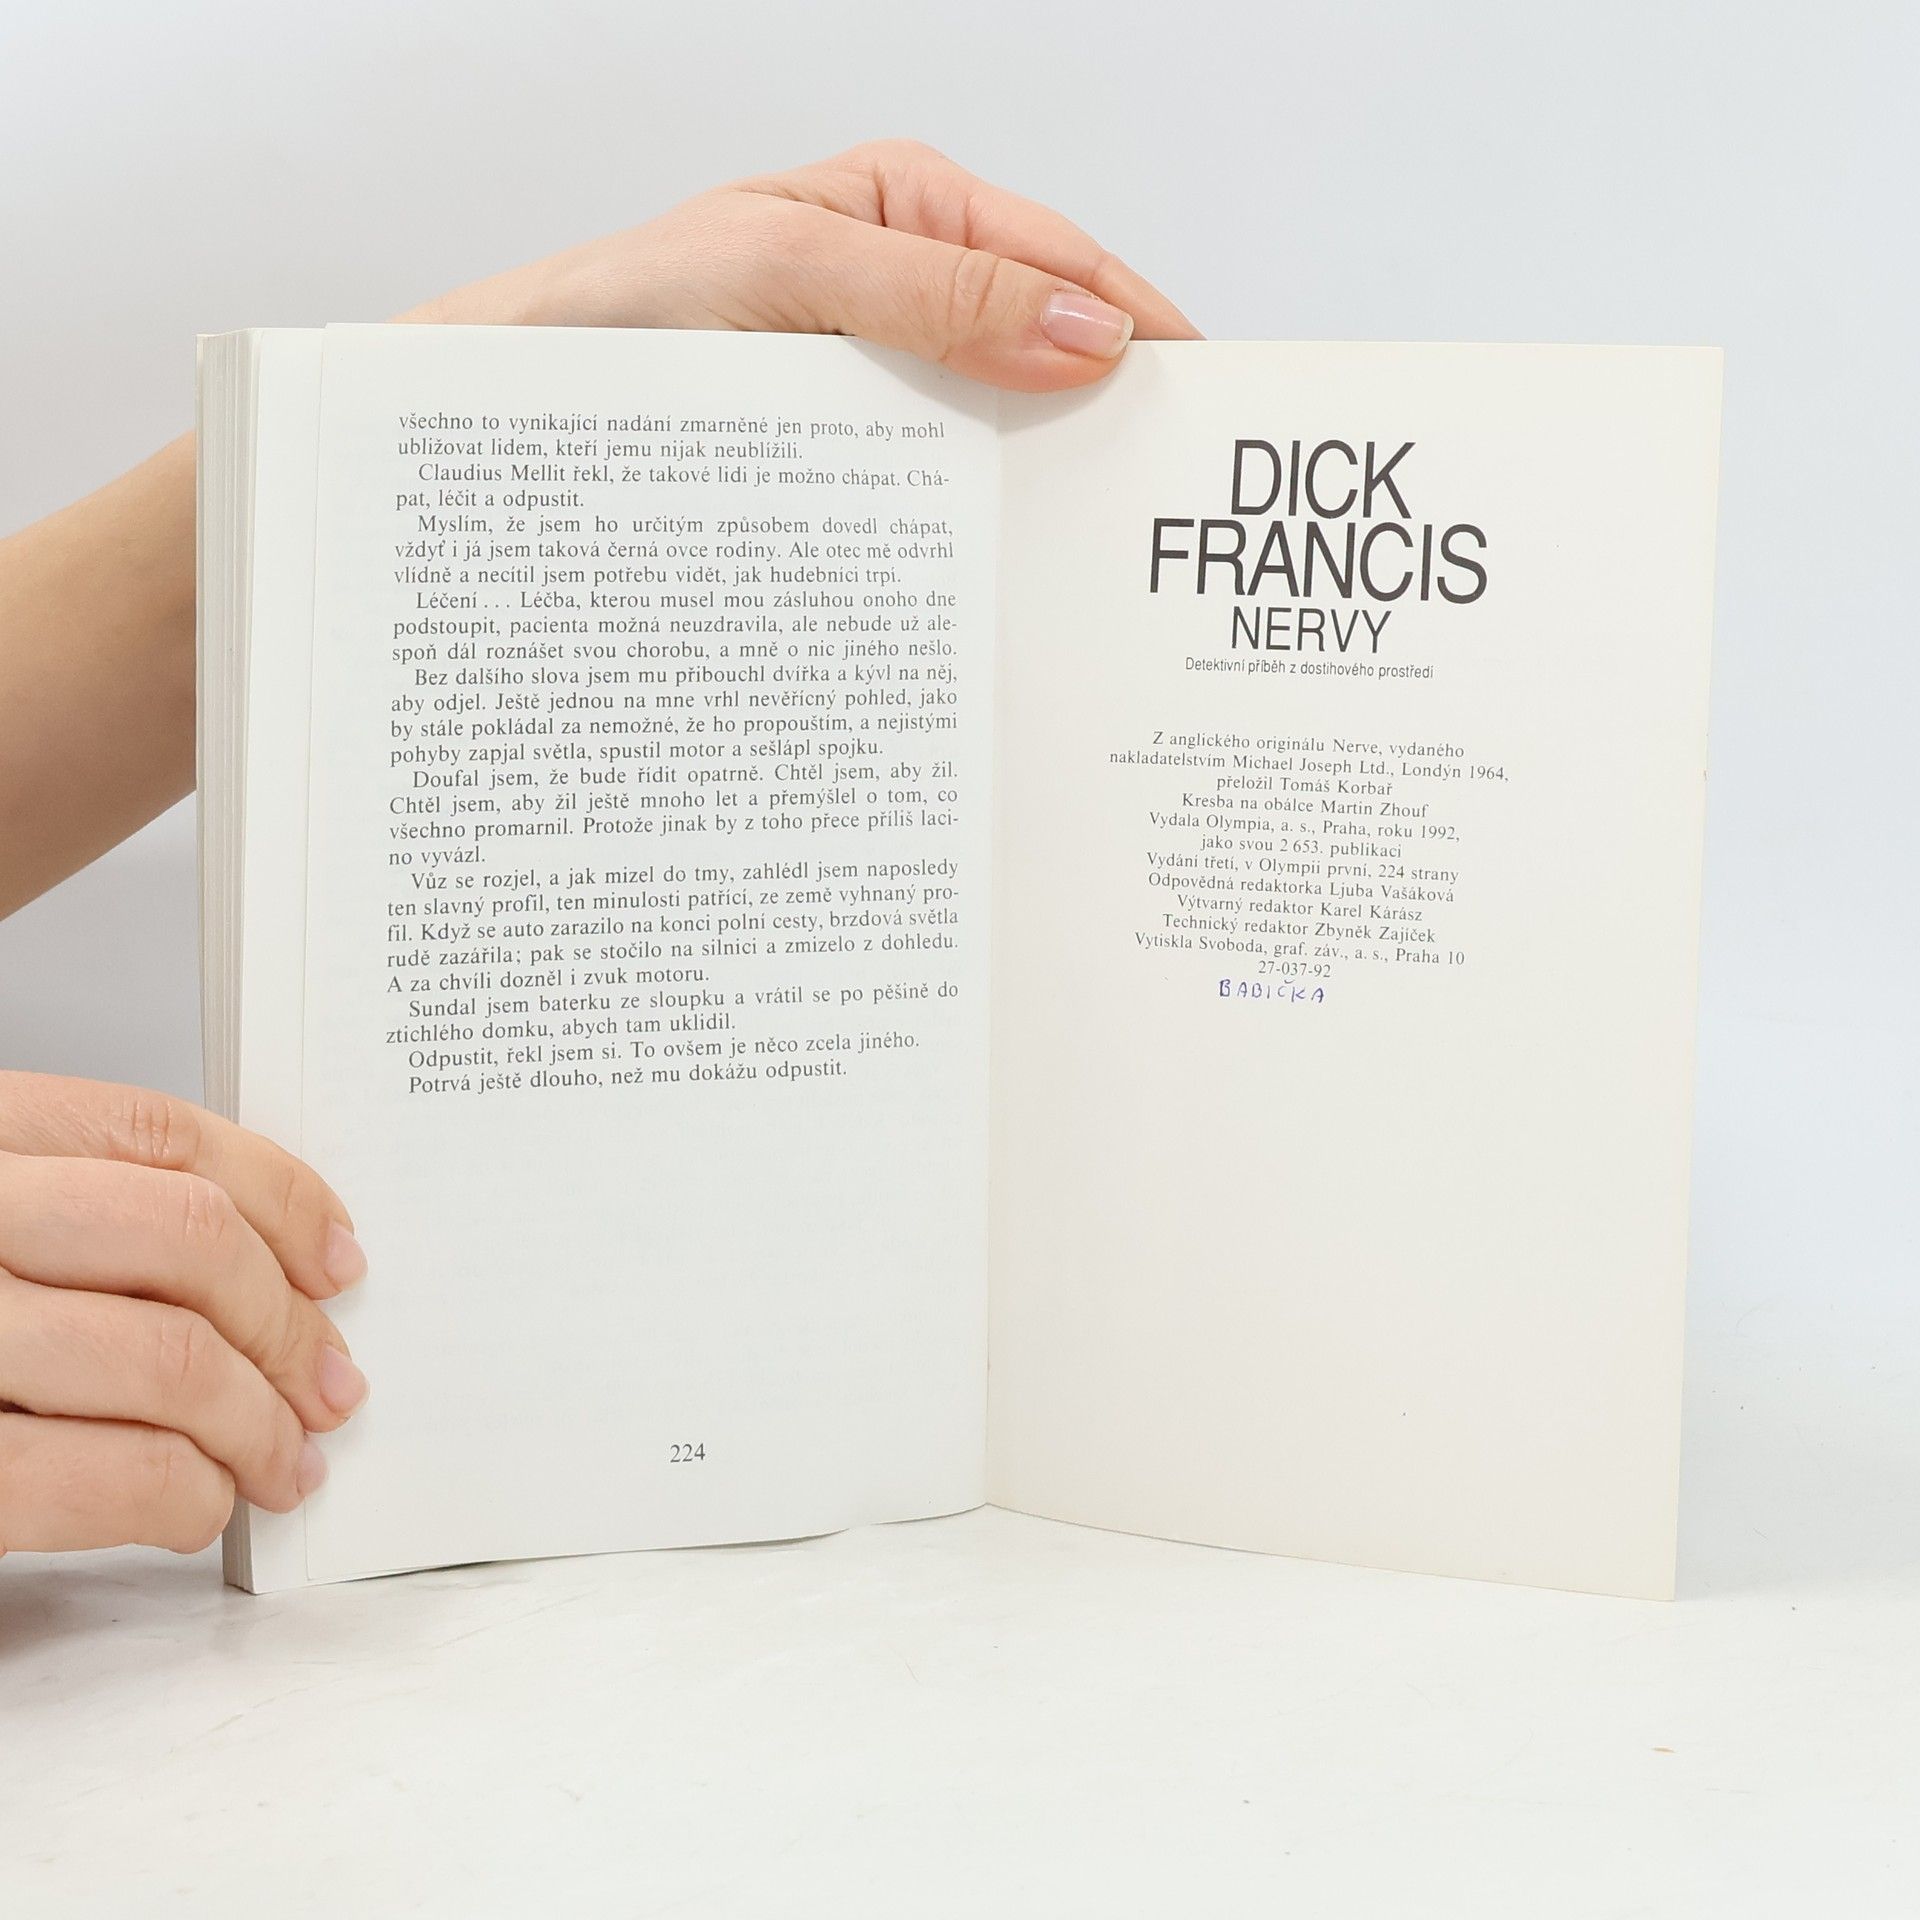 všechno to vynikající nadání zmarněné jen proto, aby mohl
ubližovat lidem, kteří jemu nijak neublížili.
Claudius Mellit řekl, že takové lidi je možno chápat. Chá-
pat, léčit a odpustit.
Myslím, že jsem ho určitým způsobem dovedl chápat,
vždyť i já jsem taková černá ovce rodiny. Ale otec mě odvrhl
vlídně a necítil jsem potřebu vidět, jak hudebníci trpí.
Léčení... Léčba, kterou musel mou zásluhou onoho dne
podstoupit, pacienta možná neuzdravila, ale nebude už ale-
spoň dál roznášet svou chorobu, a mně o nic jiného nešlo.
Bez dalšího slova jsem mu přibouchl dvířka a kývl na něj,
aby odjel. Ještě jednou na mne vrhl nevěřícný pohled, jako
by stále pokládal za nemožné, že ho propouštím, a nejistými
pohyby zapjal světla, spustil motor a sešlápl spojku.
Doufal jsem, že bude řídit opatrně. Chtěl jsem, aby žil.
Chtěl jsem, aby žil ještě mnoho let a přemýšlel o tom, co
všechno promarnil. Protože jinak by z toho přece příliš laci-
no vyvázl.
Vůz se rozjel, a jak mizel do tmy, zahlédl jsem naposledy
ten slavný profil, ten minulosti patřící, ze země vyhnaný pro-
fil. Když se auto zarazilo na konci polní cesty, brzdová světla
rudě zazářila; pak se stočilo na silnici a zmizelo z dohledu.
A za chvíli dozněl i zvuk motoru.
Sundal jsem baterku ze sloupku a vrátil se po pěšině do
ztichlého domku, abych tam uklidil.
Odpustit, řekl jsem si. To ovšem je něco zcela jiného.
Potrvá ještě dlouho, než mu dokážu odpustit.
224
DICK
FRANCIS
NERVY
Detektivní příběh z dostihového prostředí
Z anglického originálu Nerve, vydaného
nakladatelstvím Michael Joseph Ltd., Londýn 1964,
přeložil Tomáš Korbař
Kresba na obálce Martin Zhouf
Vydala Olympia, a. s., Praha, roku 1992,
jako svou 2 653. publikaci
Vydání třetí, v Olympii první, 224 strany
Odpovědná redaktorka Ljuba Vašáková
Výtvarný redaktor Karel Kárász
Technický redaktor Zbyněk Zajíček
Vytiskla Svoboda, graf. záv., a. s., Praha 10
27-037-92
BABIČKA